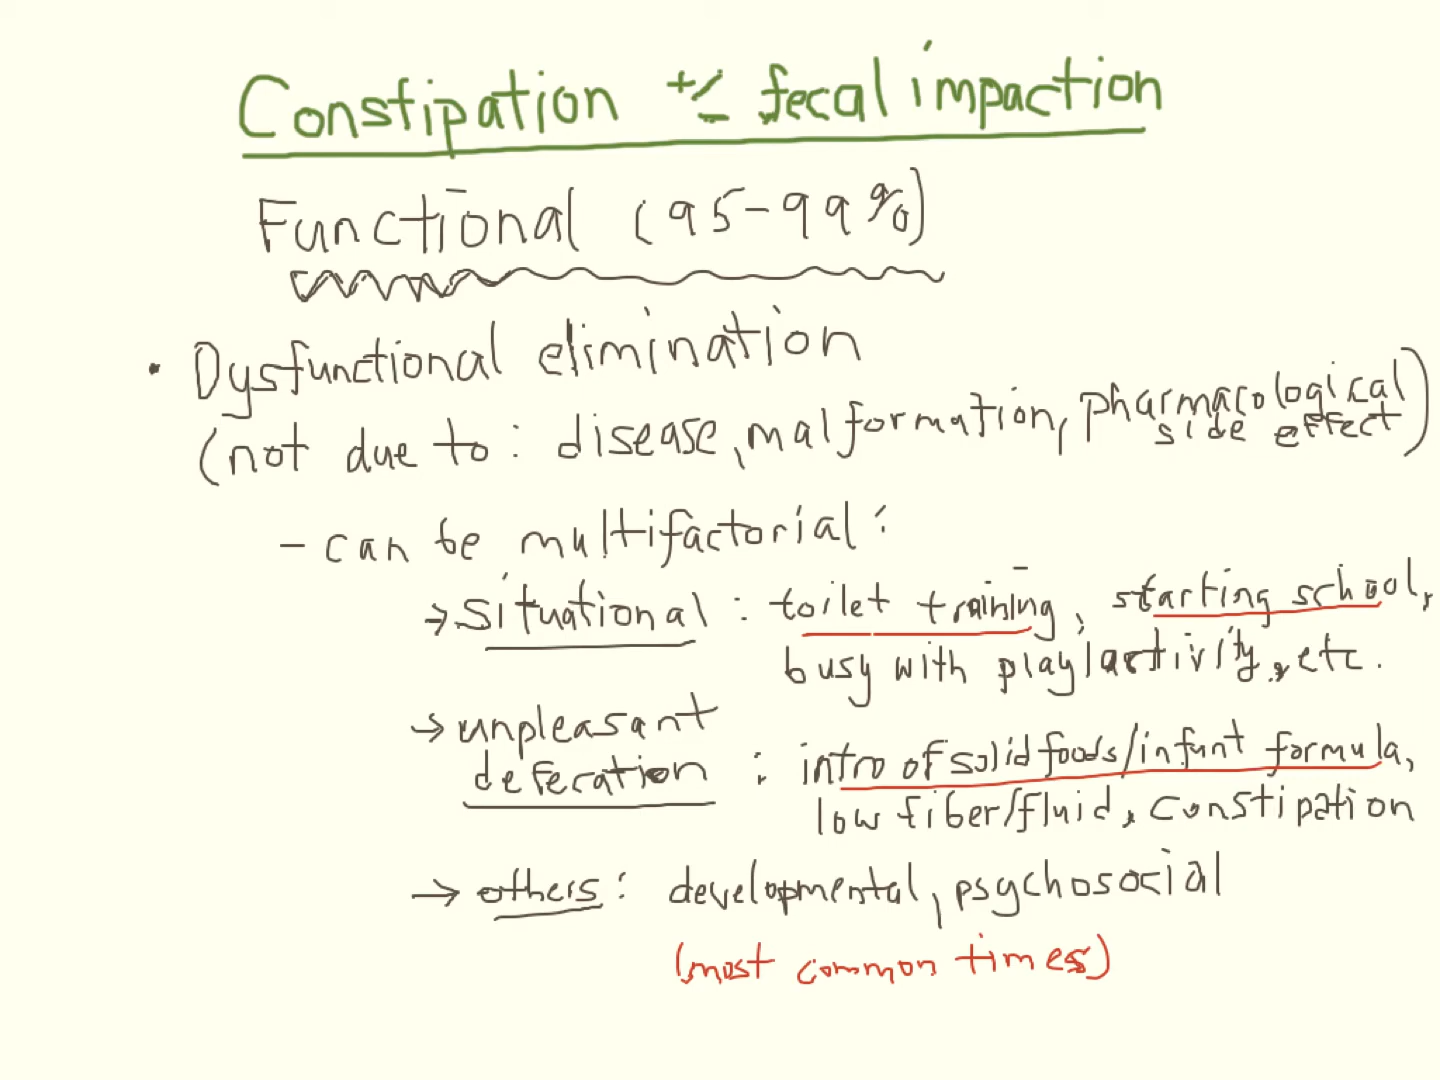 Constipation +/- fecal impaction
Functional (95-99%)
• Dysfunctional elimination
(not due to: disease, malformation, pharmacological side effect)
- can be multifactorial:
→ situational: toilet training, starting school,
busy with play/activity, etc.
→ unpleasant
defecation: intro of solid foods/infant formula,
low fiber/fluid, constipation
→ others: developmental, psychosocial
(most common times)